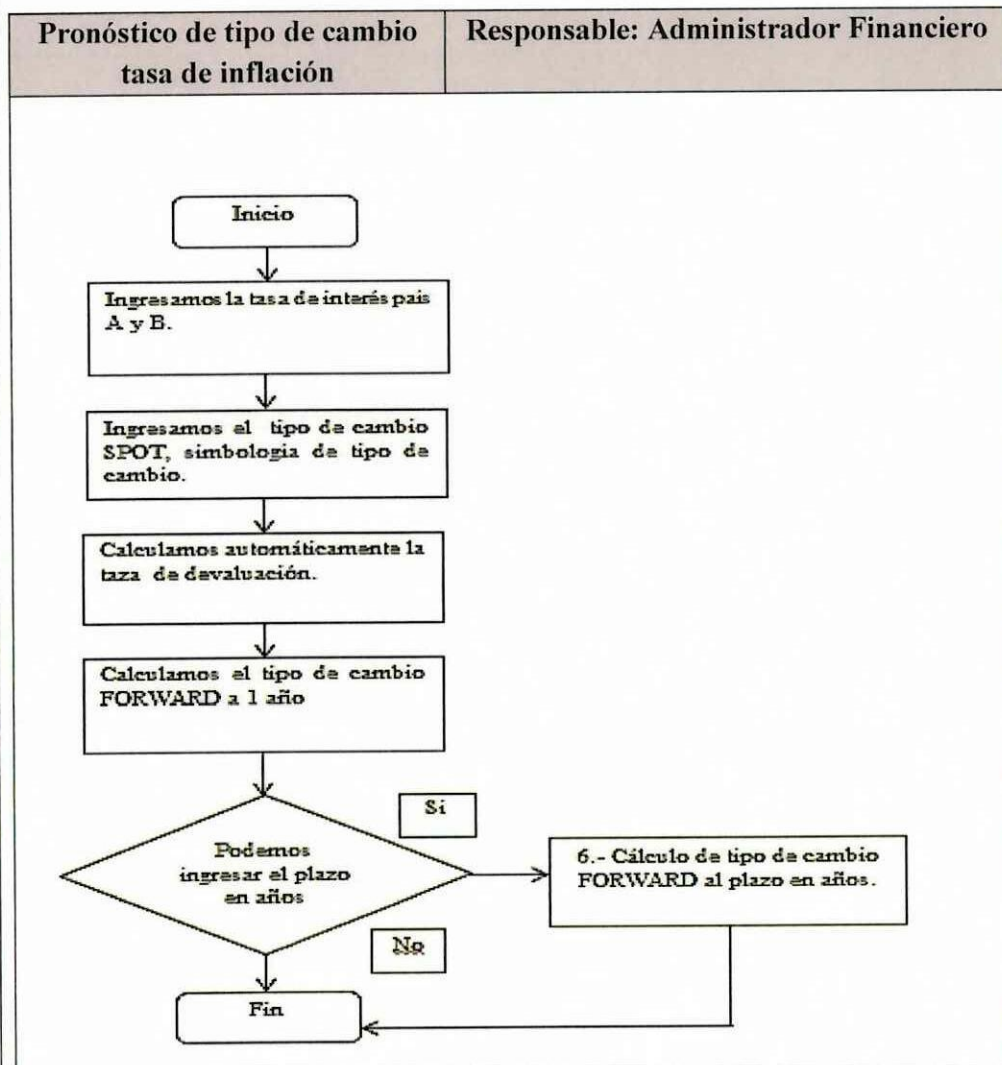 Pronóstico de tipo de cambio
tasa de inflación
Responsable: Administrador Financiero
Inicio
Ingresamos la tasa de interés pais
A y B.
Ingresamos el tipo de cambio
SPOT, simbologia de tipo de
cambio.
Calculamos automáticamente la
taza de devaluación.
Calculamos el tipo de cambio
FORWARD a 1 año
Si
Podemos
ingresar el plazo
en años
6.- Cálculo de tipo de cambio
FORWARD al plazo en años.
No
Fin